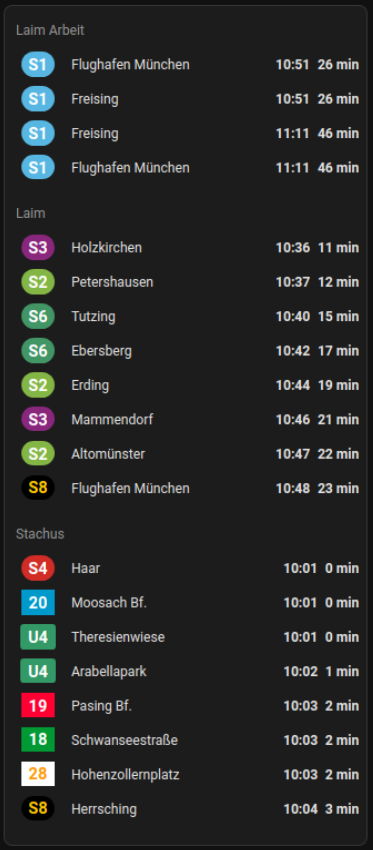 Laim Arbeit
S1 Flughafen München 10:51 26 min
S1 Freising 10:51 26 min
S1 Freising 11:11 46 min
S1 Flughafen München 11:11 46 min
Laim
S3 Holzkirchen 10:36 11 min
S2 Petershausen 10:37 12 min
S6 Tutzing 10:40 15 min
S6 Ebersberg 10:42 17 min
S2 Erding 10:44 19 min
S3 Mammendorf 10:46 21 min
S2 Altomünster 10:47 22 min
S8 Flughafen München 10:48 23 min
Stachus
S4 Haar 10:01 0 min
20 Moosach Bf. 10:01 0 min
U4 Theresienwiese 10:01 0 min
U4 Arabellapark 10:02 1 min
19 Pasing Bf. 10:03 2 min
18 Schwanseestraße 10:03 2 min
28 Hohenzollernplatz 10:03 2 min
S8 Herrsching 10:04 3 min